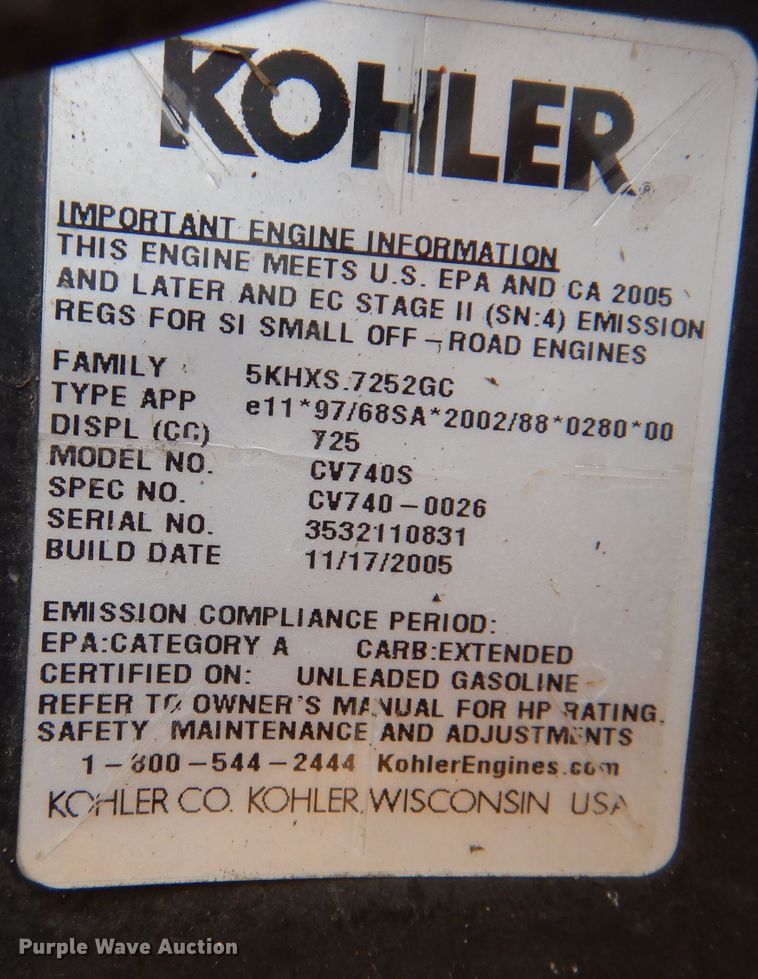 KOHLER®
IMPORTANT ENGINE INFORMATION
THIS ENGINE MEETS U.S. EPA AND CA 2005
AND LATER AND EC STAGE II (SN:4) EMISSION
REGS FOR SI SMALL OFF-ROAD ENGINES
FAMILY 5KHXS.7252GC
TYPE APP e11*97/68SA*2002/88*0280*00
DISPL (CC) 725
MODEL NO. CV740S
SPEC NO. CV740-0026
SERIAL NO. 3532110831
BUILD DATE 11/17/2005
EMISSION COMPLIANCE PERIOD:
EPA:CATEGORY A CARB:EXTENDED
CERTIFIED ON: UNLEADED GASOLINE
REFER TO OWNER'S MANUAL FOR HP RATING,
SAFETY MAINTENANCE AND ADJUSTMENTS
1-800-544-2444 KohlerEngines.com
KOHLER CO. KOHLER, WISCONSIN USA
Purple Wave Auction